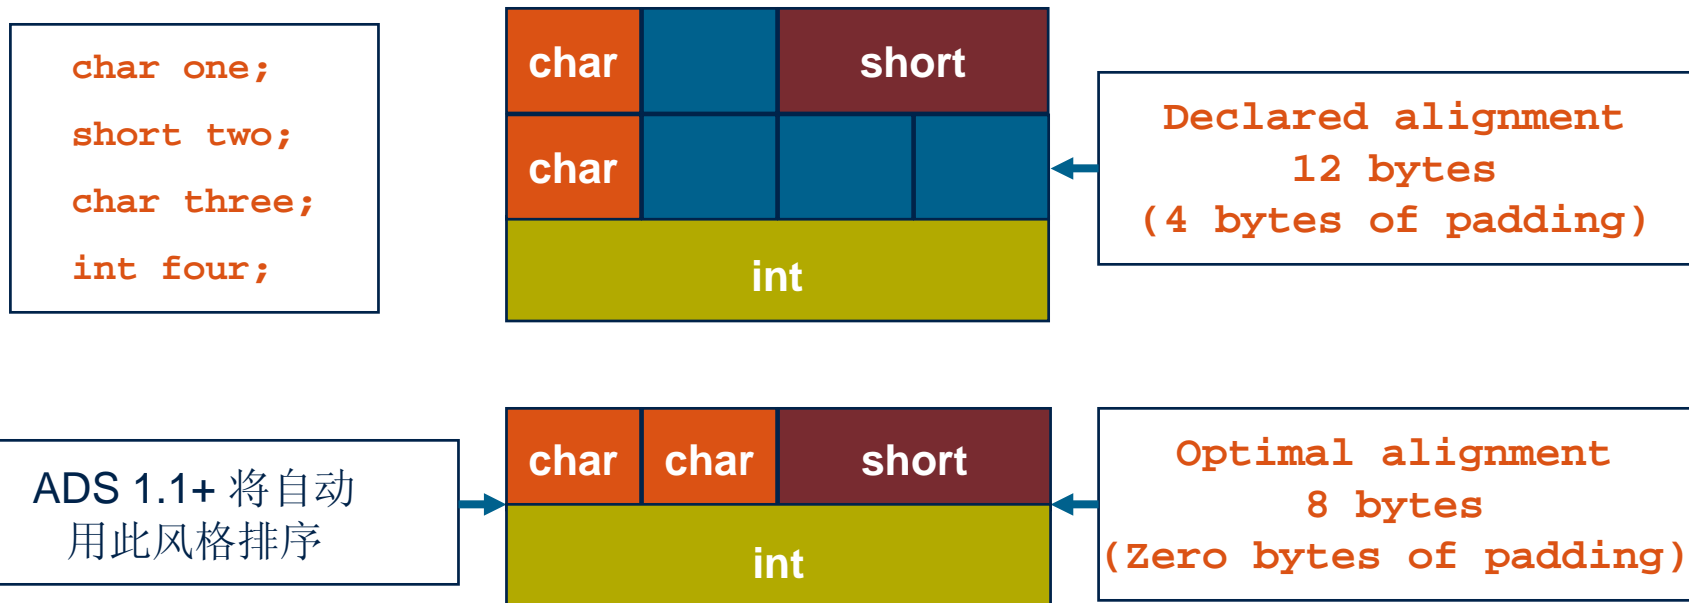 char one;
short two;
char three;
int four;
char
short
char
int
Declared alignment
12 bytes
(4 bytes of padding)
ADS 1.1+ 将自动
用此风格排序
char
char
short
int
Optimal alignment
8 bytes
(Zero bytes of padding)